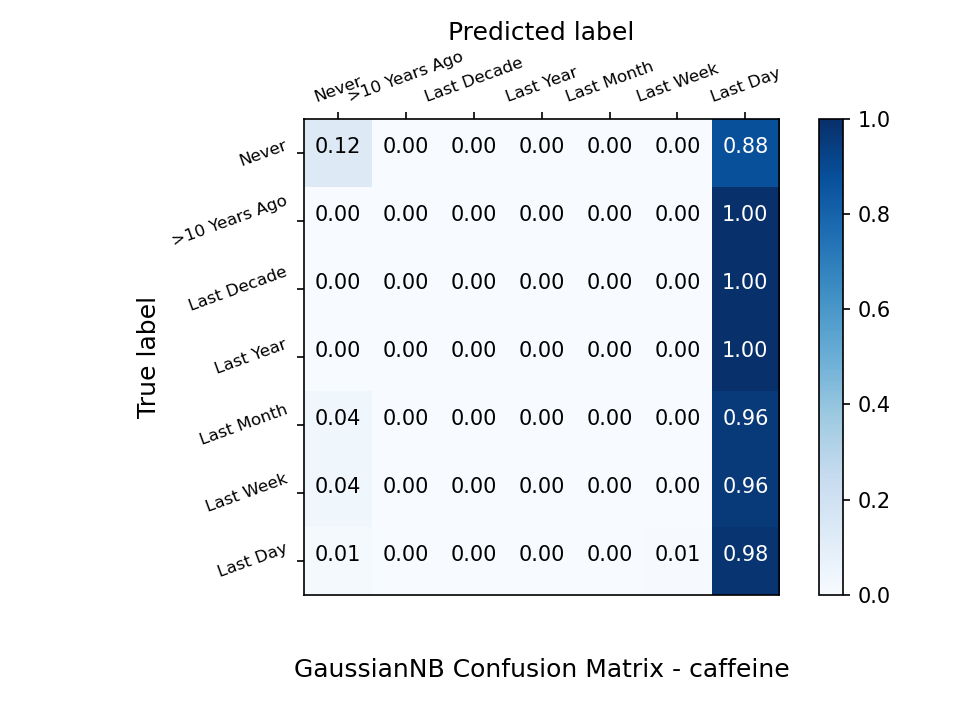 Predicted label
Never >10 Years Ago Last Decade Last Year Last Month Last Week Last Day
Never 0.12 0.00 0.00 0.00 0.00 0.00 0.88
>10 Years Ago 0.00 0.00 0.00 0.00 0.00 0.00 1.00
Last Decade 0.00 0.00 0.00 0.00 0.00 0.00 1.00
Last Year 0.00 0.00 0.00 0.00 0.00 0.00 1.00
Last Month 0.04 0.00 0.00 0.00 0.00 0.00 0.96
Last Week 0.04 0.00 0.00 0.00 0.00 0.00 0.96
Last Day 0.01 0.00 0.00 0.00 0.00 0.01 0.98
True label
1.0
0.8
0.6
0.4
0.2
0.0
GaussianNB Confusion Matrix - caffeine